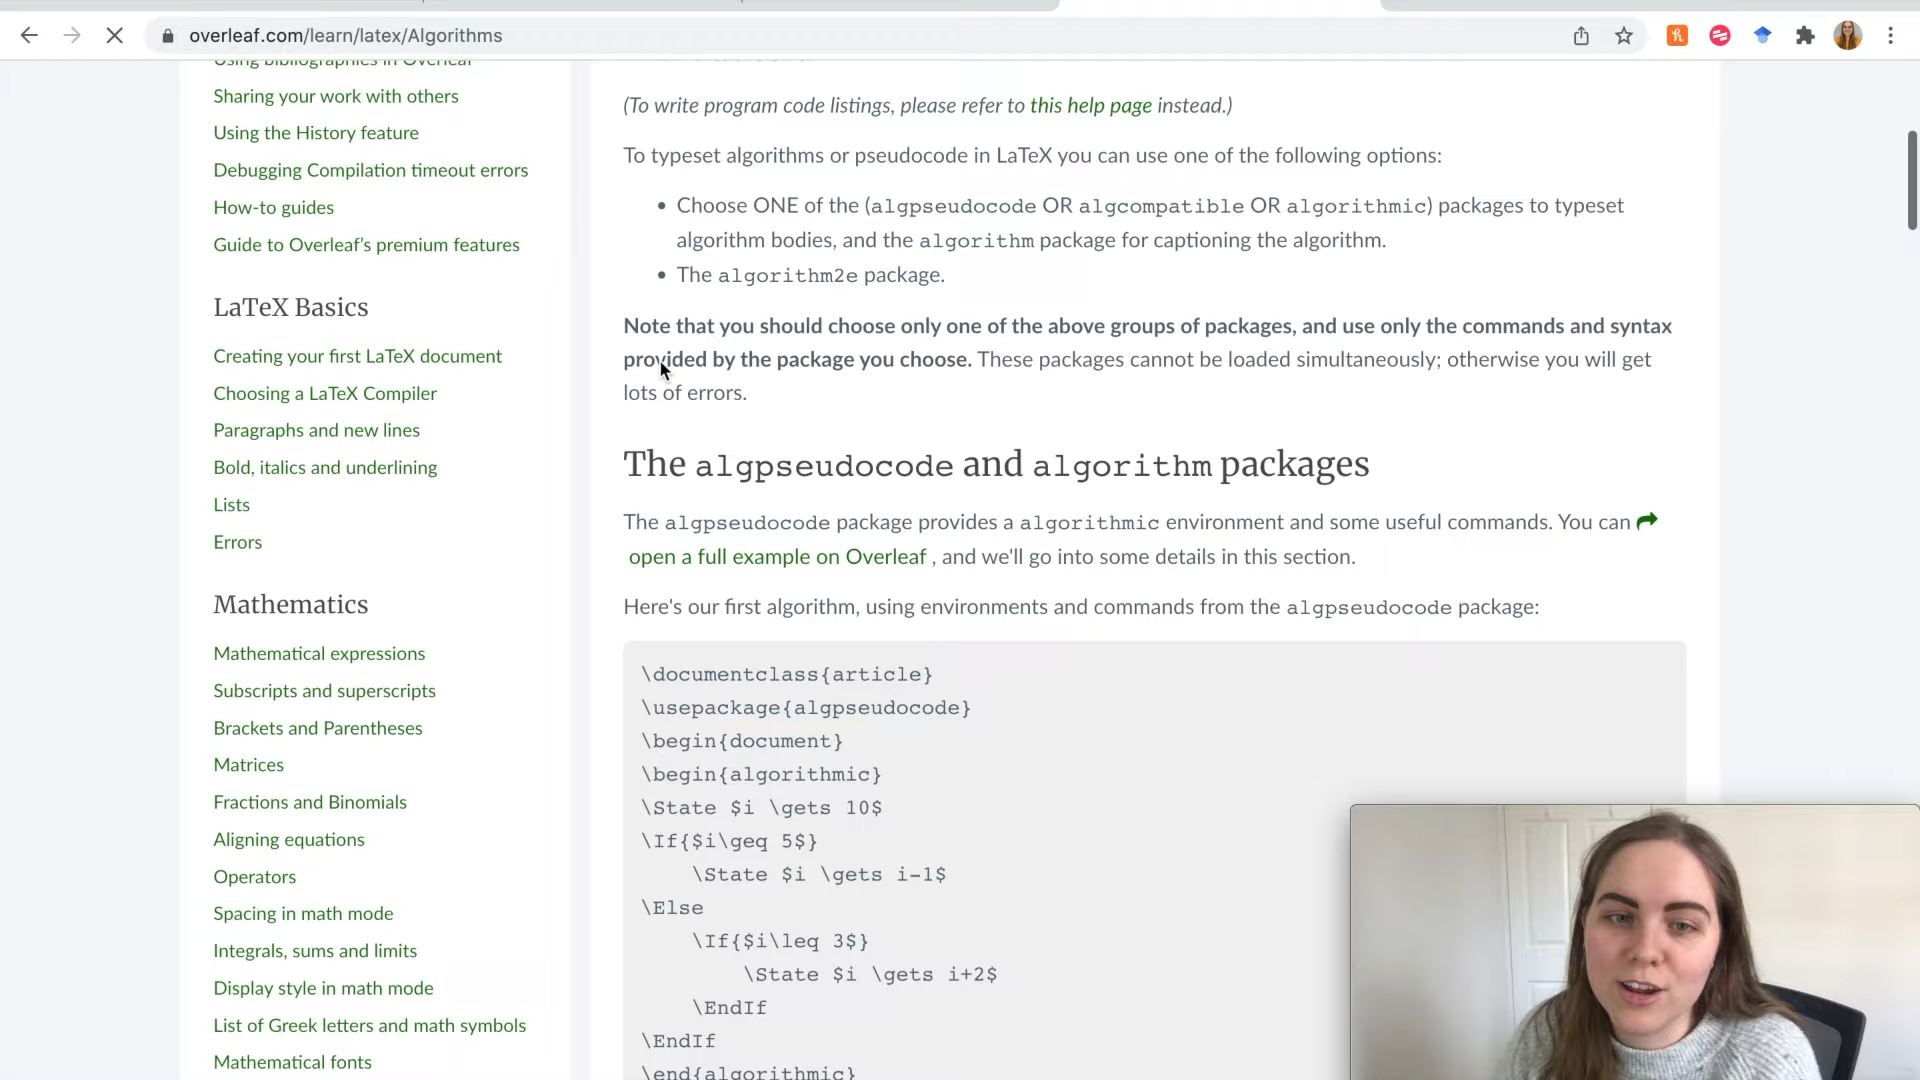 overleaf.com/learn/latex/Algorithms
Using bibliographies in Overleaf
Sharing your work with others
Using the History feature
Debugging Compilation timeout errors
How-to guides
Guide to Overleaf's premium features
LaTeX Basics
Creating your first LaTeX document
Choosing a LaTeX Compiler
Paragraphs and new lines
Bold, italics and underlining
Lists
Errors
Mathematics
Mathematical expressions
Subscripts and superscripts
Brackets and Parentheses
Matrices
Fractions and Binomials
Aligning equations
Operators
Spacing in math mode
Integrals, sums and limits
Display style in math mode
List of Greek letters and math symbols
Mathematical fonts
(To write program code listings, please refer to this help page instead.)
To typeset algorithms or pseudocode in LaTeX you can use one of the following options:
• Choose ONE of the (algpseudocode OR algcompatible OR algorithmic) packages to typeset
algorithm bodies, and the algorithm package for captioning the algorithm.
• The algorithm2e package.
Note that you should choose only one of the above groups of packages, and use only the commands and syntax
provided by the package you choose. These packages cannot be loaded simultaneously; otherwise you will get
lots of errors.
The algpseudocode and algorithm packages
The algpseudocode package provides a algorithmic environment and some useful commands. You can
open a full example on Overleaf , and we'll go into some details in this section.
Here's our first algorithm, using environments and commands from the algpseudocode package:
\documentclass{article}
\usepackage{algpseudocode}
\begin{document}
\begin{algorithmic}
\State $i \gets 10$
\If{$i\geq 5$}
    \State $i \gets i-1$
\Else
    \If{$i\leq 3$}
        \State $i \gets i+2$
    \EndIf
\EndIf
\end{algorithmic}